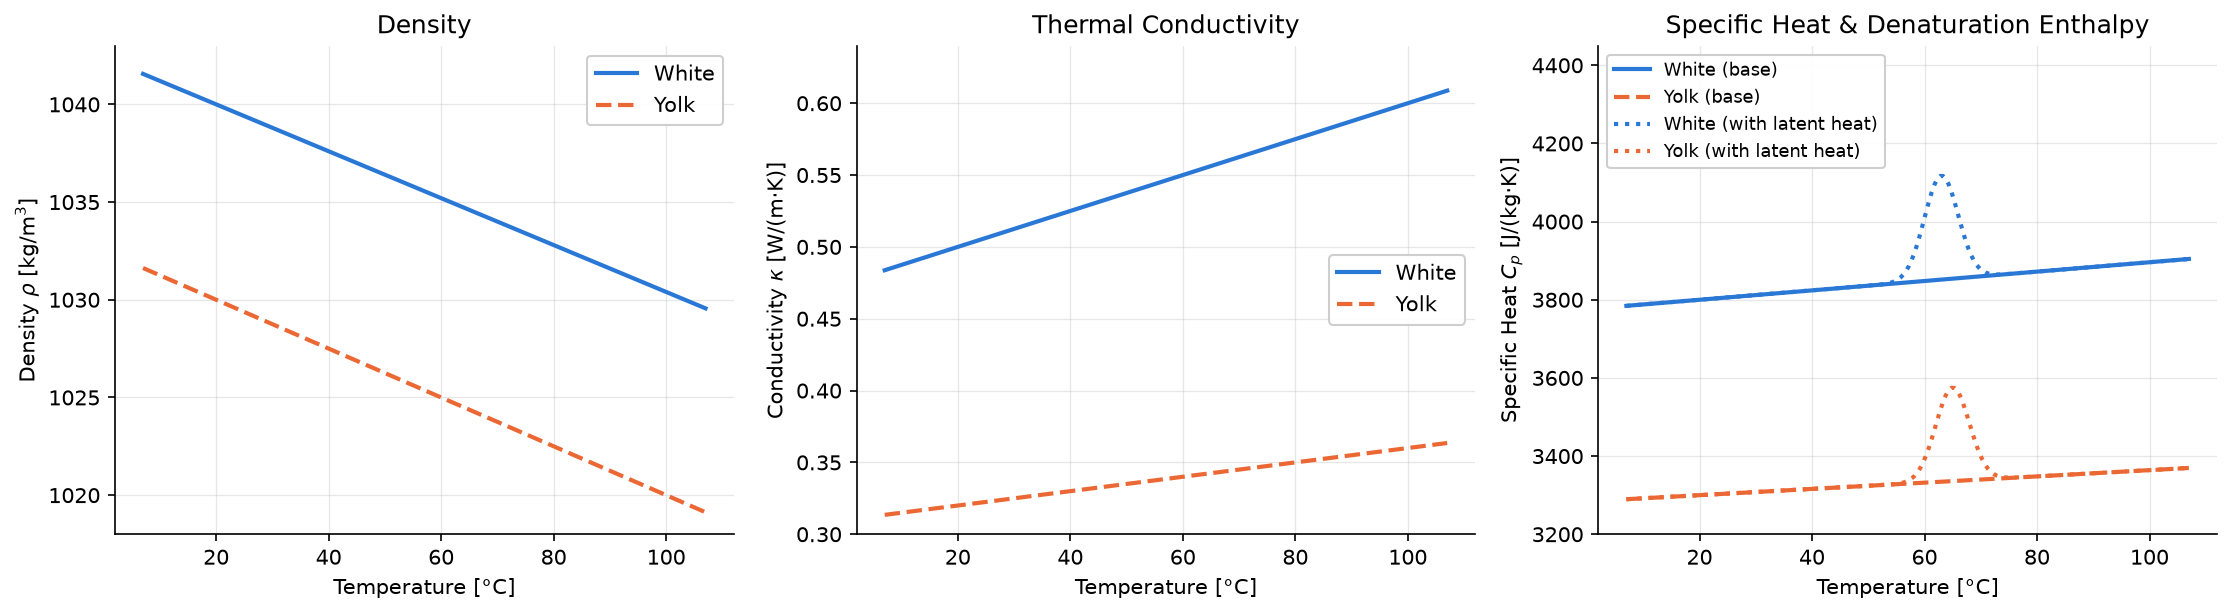 Density
Density ρ [kg/m³]
1040
1035
1030
1025
1020
20 40 60 80 100
Temperature [°C]
White
Yolk
Thermal Conductivity
Conductivity κ [W/(m·K)]
0.60
0.55
0.50
0.45
0.40
0.35
0.30
20 40 60 80 100
Temperature [°C]
White
Yolk
Specific Heat & Denaturation Enthalpy
Specific Heat Cₚ [J/(kg·K)]
4400
4200
4000
3800
3600
3400
3200
20 40 60 80 100
Temperature [°C]
White (base)
Yolk (base)
White (with latent heat)
Yolk (with latent heat)